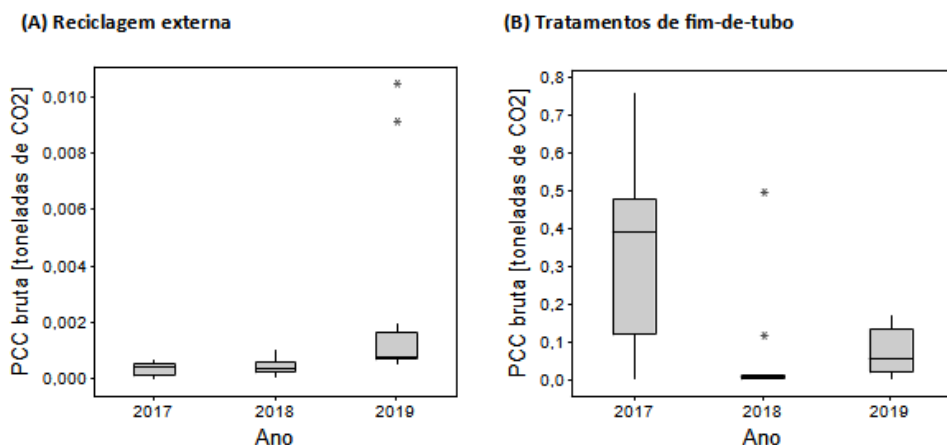 (A) Reciclagem externa
PCC bruta [toneladas de CO2]
0,010
0,008
0,006
0,004
0,002
0,000
2017 2018 2019
Ano
(B) Tratamentos de fim-de-tubo
PCC bruta [toneladas de CO2]
0,8
0,7
0,6
0,5
0,4
0,3
0,2
0,1
0,0
2017 2018 2019
Ano